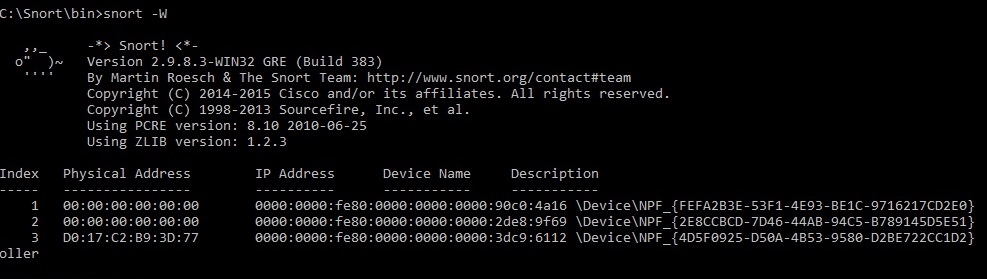 C:\Snort\bin>snort -W
   ,,_     -*> Snort! <*-
  o"  )~   Version 2.9.8.3-WIN32 GRE (Build 383)
   ''''    By Martin Roesch & The Snort Team: http://www.snort.org/contact#team
           Copyright (C) 2014-2015 Cisco and/or its affiliates. All rights reserved.
           Copyright (C) 1998-2013 Sourcefire, Inc., et al.
           Using PCRE version: 8.10 2010-06-25
           Using ZLIB version: 1.2.3
Index   Physical Address        IP Address      Device Name     Description
-----   ----------------        ----------      -----------     -----------
    1   00:00:00:00:00:00       0000:0000:fe80:0000:0000:0000:90c0:4a16 \Device\NPF_{FEFA2B3E-53F1-4E93-BE1C-9716217CD2E0}
    2   00:00:00:00:00:00       0000:0000:fe80:0000:0000:0000:2de8:9f69 \Device\NPF_{2E8CCBCD-7D46-44AB-94C5-B789145D5E51}
    3   D0:17:C2:B9:3D:77       0000:0000:fe80:0000:0000:0000:3dc9:6112 \Device\NPF_{4D5F0925-D50A-4B53-9580-D2BE722CC1D2}
oller